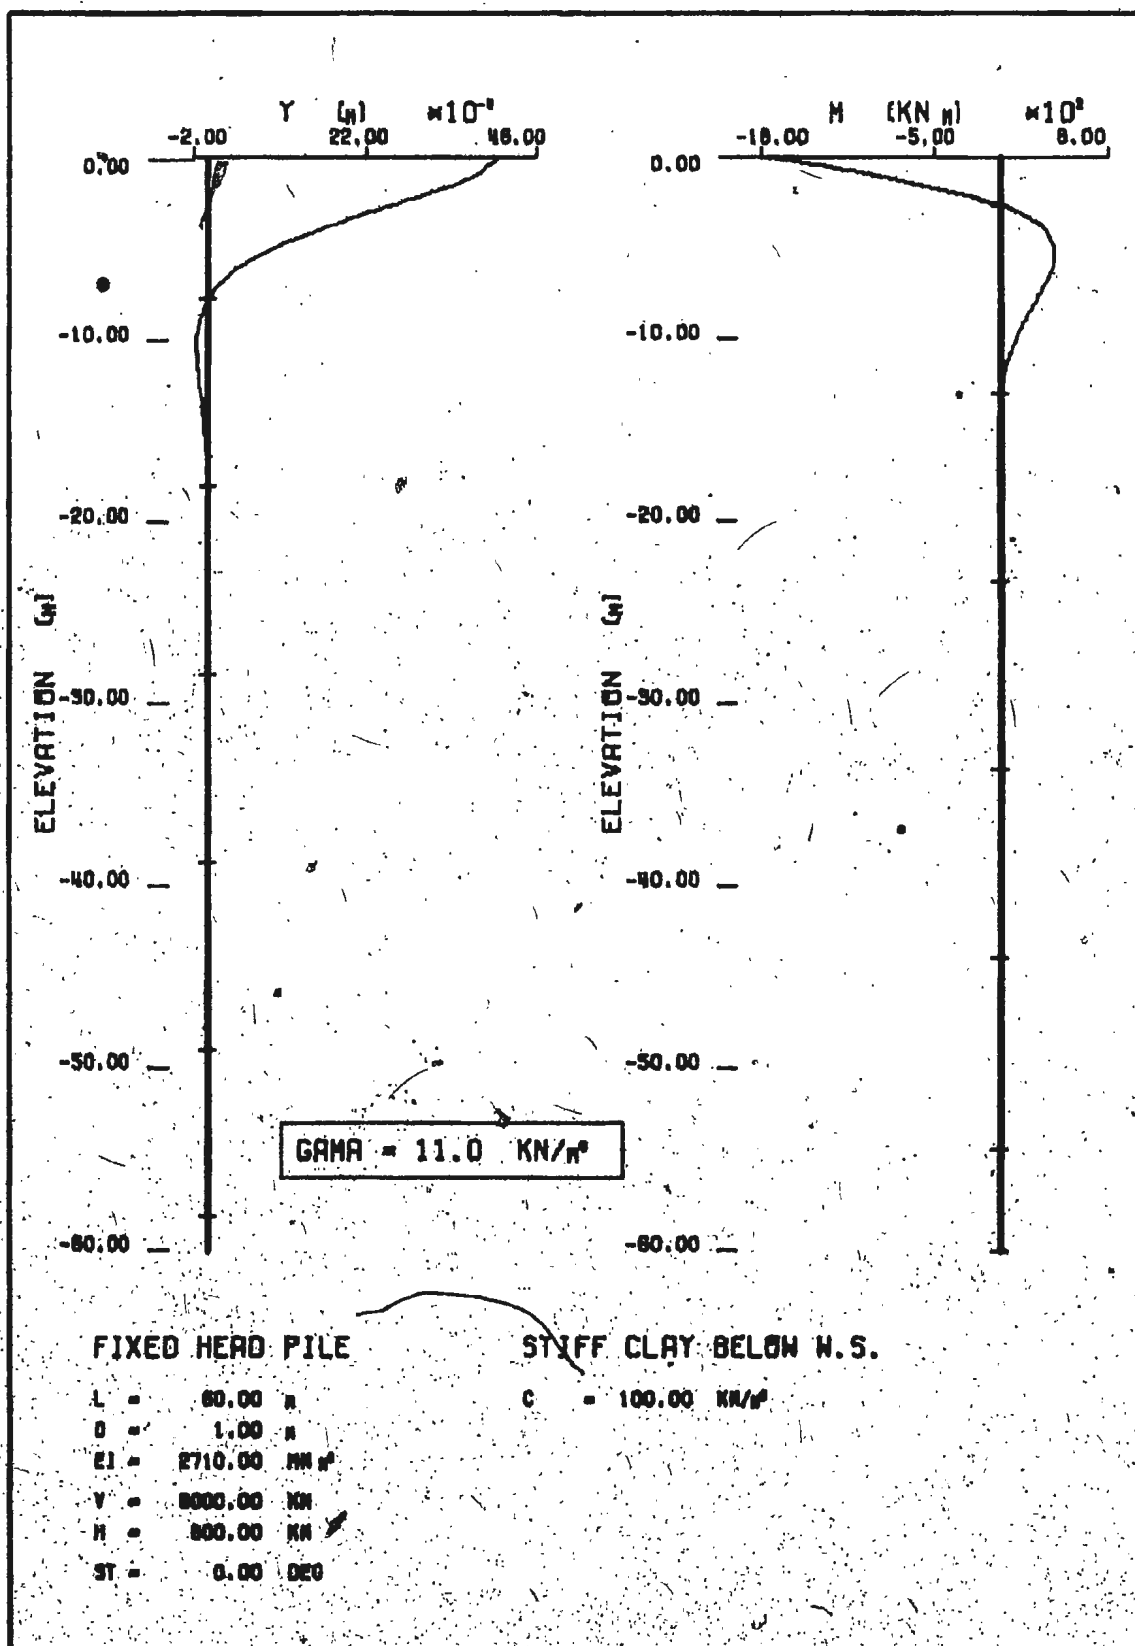 Y [M] *10⁻³
-2.00 22.00 46.00
0.00
-10.00
-20.00
-30.00
-40.00
-50.00
-60.00
ELEVATION [M]
M [KN M] *10²
-18.00 -5.00 8.00
0.00
-10.00
-20.00
-30.00
-40.00
-50.00
-60.00
ELEVATION [M]
GAMA = 11.0 KN/M³
FIXED HEAD PILE
L = 60.00 M
D = 1.00 M
EI = 2710.00 MN M²
V = 8000.00 KN
H = 800.00 KN
ST = 0.00 DEG
STIFF CLAY BELOW W.S.
C = 100.00 KN/M²